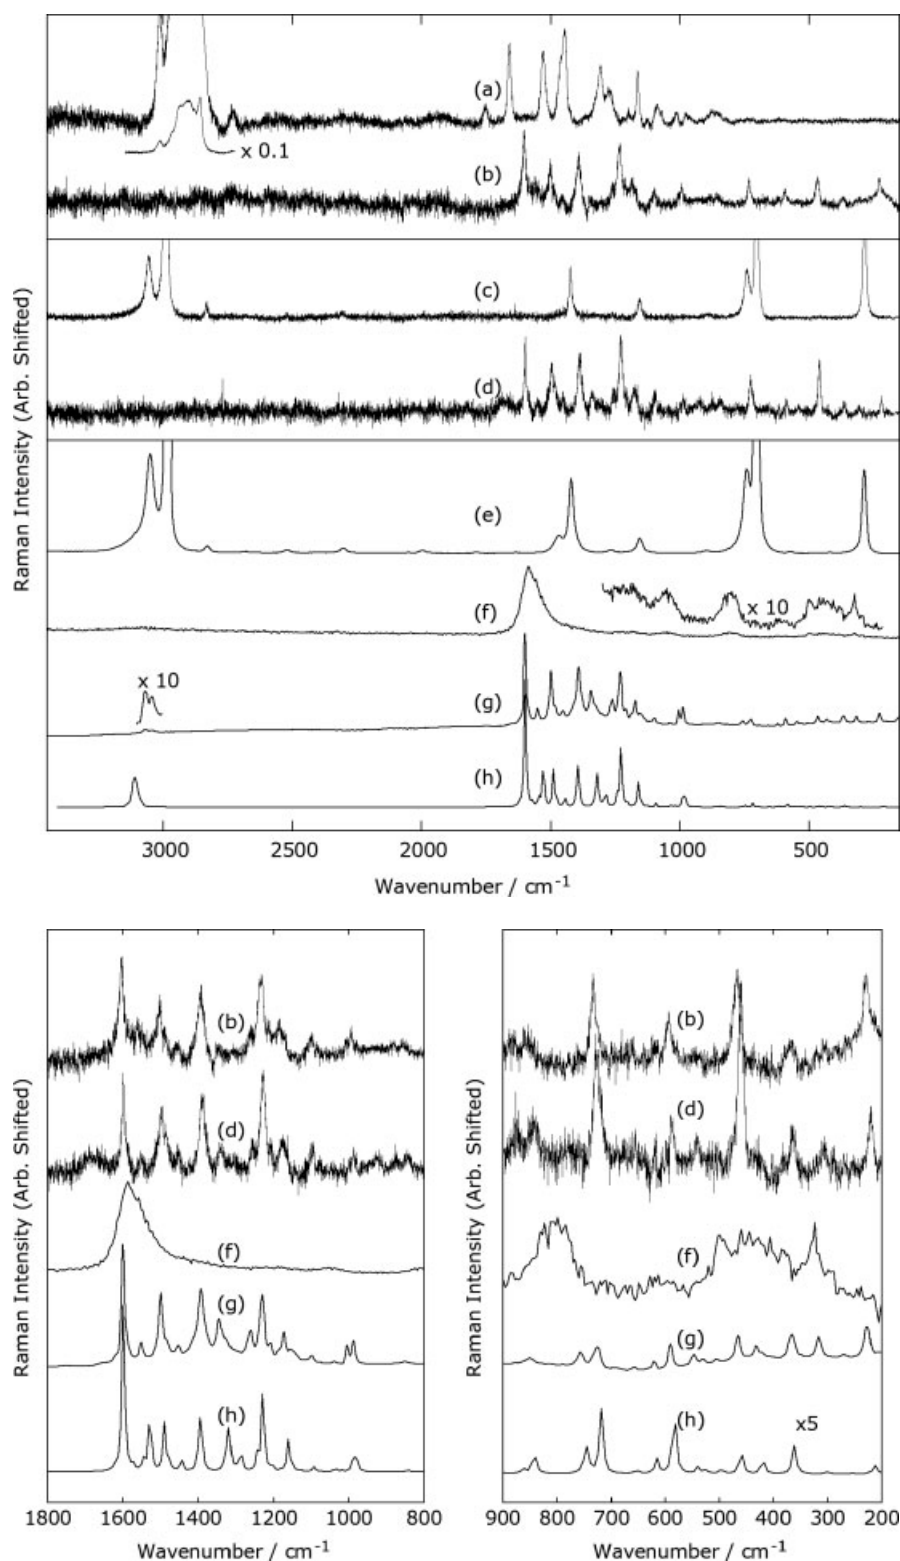 (a)
x 0.1
(b)
(c)
(d)
(e)
(f)
x 10
x 10
(g)
(h)
Raman Intensity (Arb. Shifted)
3000 2500 2000 1500 1000 500
Wavenumber / cm⁻¹
(b)
(d)
(f)
(g)
(h)
Raman Intensity (Arb. Shifted)
1800 1600 1400 1200 1000 800
Wavenumber / cm⁻¹
(b)
(d)
(f)
(g)
(h)
x5
Raman Intensity (Arb. Shifted)
900 800 700 600 500 400 300 200
Wavenumber / cm⁻¹